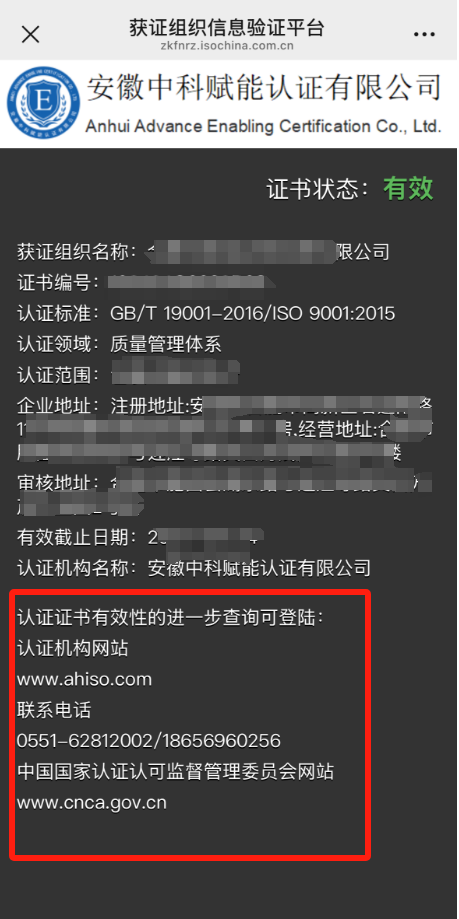 获证组织信息验证平台
zkfnrz.isochina.com.cn
安徽中科赋能认证有限公司
Anhui Advance Enabling Certification Co., Ltd.
证书状态：有效
获证组织名称：限公司
证书编号：
认证标准：GB/T 19001-2016/ISO 9001:2015
认证领域：质量管理体系
认证范围：
企业地址：注册地址:安
号,经营地址:
楼
审核地址：
有效截止日期：2
认证机构名称：安徽中科赋能认证有限公司
认证证书有效性的进一步查询可登陆：
认证机构网站
www.ahiso.com
联系电话
0551-62812002/18656960256
中国国家认证认可监督管理委员会网站
www.cnca.gov.cn